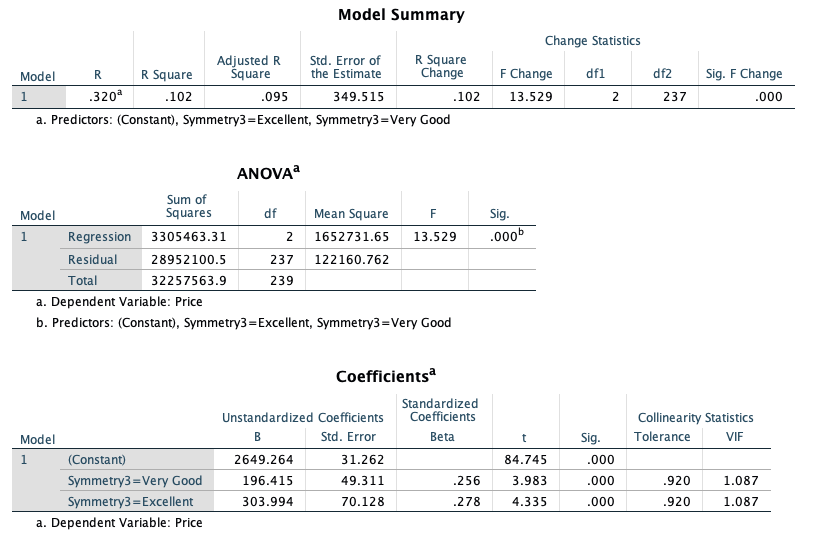 Model Summary
Change Statistics
Model R R Square Adjusted R Square Std. Error of the Estimate R Square Change F Change df1 df2 Sig. F Change
1 .320a .102 .095 349.515 .102 13.529 2 237 .000
a. Predictors: (Constant), Symmetry3=Excellent, Symmetry3=Very Good
ANOVAa
Model Sum of Squares df Mean Square F Sig.
1 Regression 3305463.31 2 1652731.65 13.529 .000b
Residual 28952100.5 237 122160.762
Total 32257563.9 239
a. Dependent Variable: Price
b. Predictors: (Constant), Symmetry3=Excellent, Symmetry3=Very Good
Coefficientsa
Unstandardized Coefficients Standardized Coefficients Collinearity Statistics
Model B Std. Error Beta t Sig. Tolerance VIF
1 (Constant) 2649.264 31.262 84.745 .000
Symmetry3=Very Good 196.415 49.311 .256 3.983 .000 .920 1.087
Symmetry3=Excellent 303.994 70.128 .278 4.335 .000 .920 1.087
a. Dependent Variable: Price